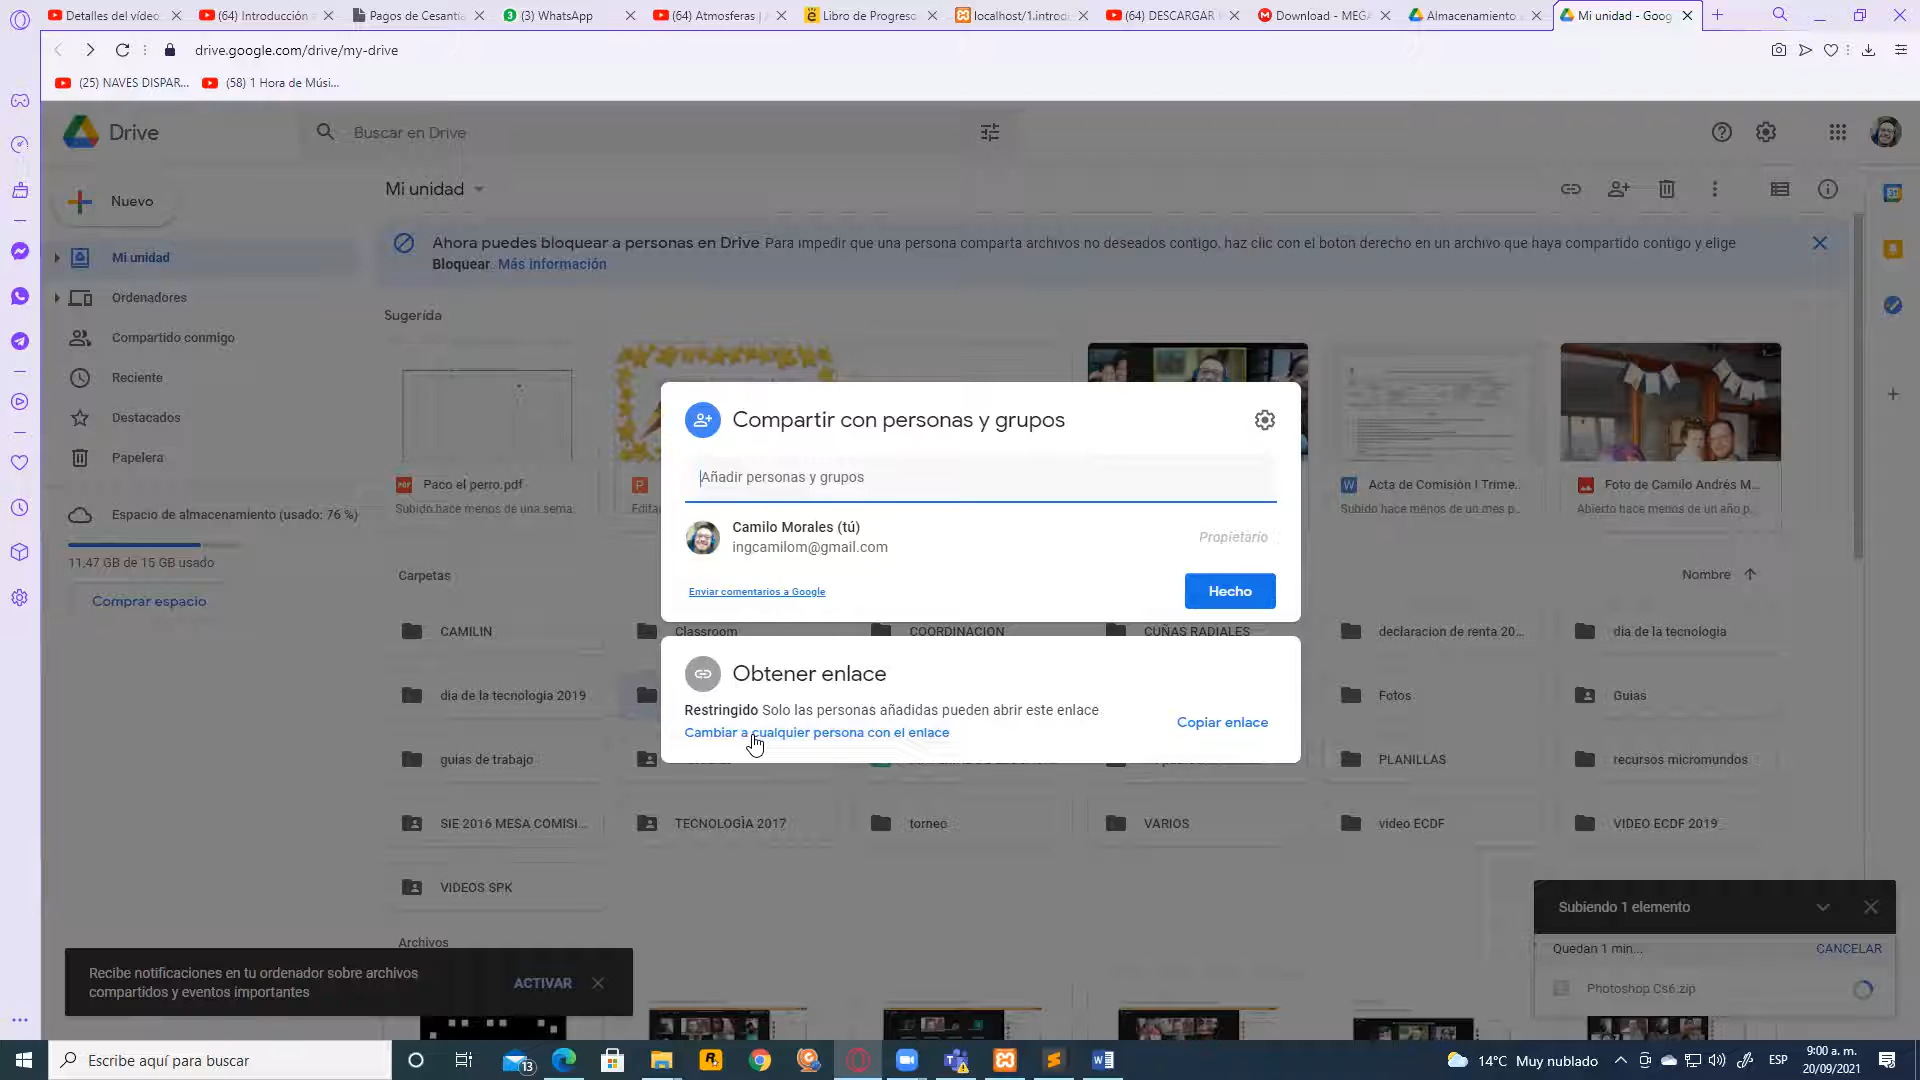 Detalles del vídeo
(64) Introducción
Pagos de Cesantí
(3) WhatsApp
(64) Atmosferas |
Libro de Progreso
localhost/1.introdu
(64) DESCARGAR
Download - MEGA
Almacenamiento
Mi unidad - Goog
drive.google.com/drive/my-drive
(25) NAVES DISPAR...
(58) 1 Hora de Músi...
Drive
Buscar en Drive
Nuevo
Mi unidad
Ahora puedes bloquear a personas en Drive Para impedir que una persona comparta archivos no deseados contigo, haz clic con el boton derecho en un archivo que haya compartido contigo y elige
Bloquear. Más información
Mi unidad
Ordenadores
Compartido conmigo
Reciente
Destacados
Papelera
Espacio de almacenamiento (usado: 76 %)
11.47 GB de 15 GB usado
Comprar espacio
Sugerida
Paco el perro.pdf
Subido hace menos de una sema.
Acta de Comisión I Trime..
Subido hace menos de un mes p
Foto de Camilo Andrés M...
Abierto hace menos de un año p
Compartir con personas y grupos
Añadir personas y grupos
Camilo Morales (tú)
ingcamilom@gmail.com
Propietario
Enviar comentarios a Google
Hecho
Obtener enlace
Restringido Solo las personas añadidas pueden abrir este enlace
Cambiar a cualquier persona con el enlace
Copiar enlace
Carpetas
Nombre
CAMILIN
Classroom
COORDINACION
CUÑAS RADIALES
declaracion de renta 20...
dia de la tecnologia
dia de la tecnologia 2019
Fotos
Guias
guias de trabajo
PLANILLAS
recursos micromundos
SIE 2016 MESA COMISI...
TECNOLOGÌA 2017
torneo
VARIOS
video ECDF
VIDEO ECDF 2019
VIDEOS SPK
Archivos
Recibe notificaciones en tu ordenador sobre archivos
compartidos y eventos importantes
ACTIVAR
Subiendo 1 elemento
Quedan 1 min...
CANCELAR
Photoshop Cs6.zip
Escribe aquí para buscar
13
14°C Muy nublado
ESP
9:00 a. m.
20/09/2021